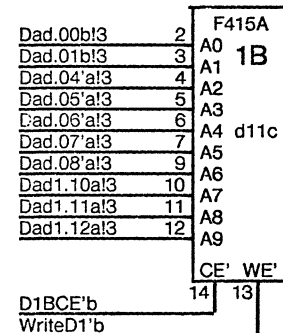 F415A
1B
d11c
Dad.00b!3 2 A0
Dad.01b!3 3 A1
Dad.04'a!3 4 A2
Dad.05'a!3 5 A3
Dad.06'a!3 6 A4
Dad.07'a!3 7 A5
Dad.08'a!3 9 A6
Dad1.10a!3 10 A7
Dad1.11a!3 11 A8
Dad1.12a!3 12 A9
CE' WE'
14 13
D1BCE'b
WriteD1'b